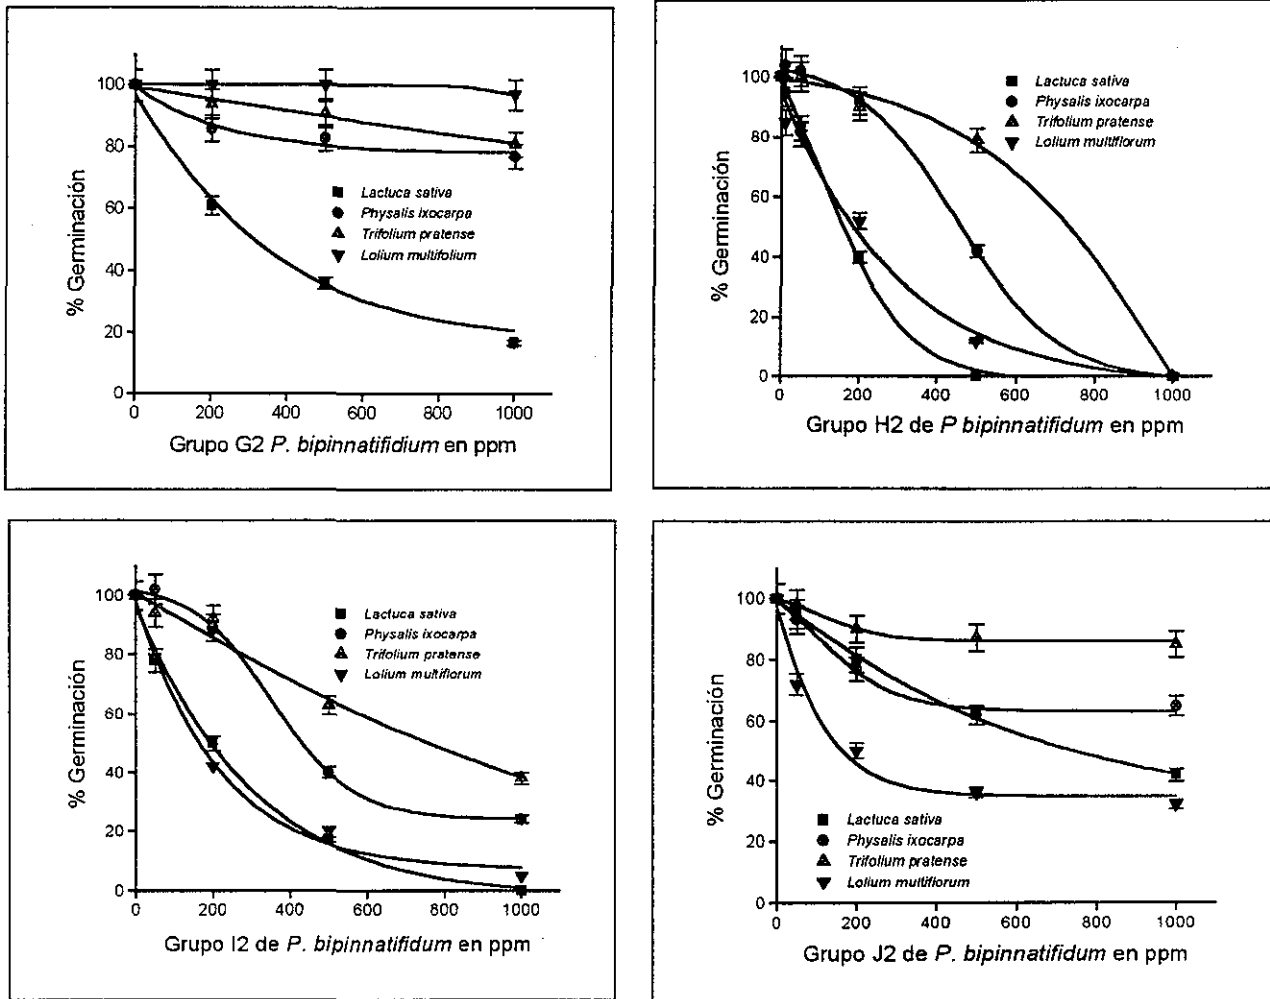 % Germinación
100
80
60
40
20
0
Lactuca sativa
Physalis ixocarpa
Trifolium pratense
Lolium multifolium
0 200 400 600 800 1000
Grupo G2 P. bipinnatifidium en ppm
% Germinación
100
80
60
40
20
0
Lactuca sativa
Physalis ixocarpa
Trifolium pratense
Lolium multiflorum
0 200 400 600 800 1000
Grupo H2 de P bipinnatifidum en ppm
% Germinación
100
80
60
40
20
0
Lactuca sativa
Physalis ixocarpa
Trifolium pratense
Lolium multiflorum
0 200 400 600 800 1000
Grupo I2 de P. bipinnatifidum en ppm
% Germinación
100
80
60
40
20
0
Lactuca sativa
Physalis ixocarpa
Trifolium pratense
Lolium multiflorum
0 200 400 600 800 1000
Grupo J2 de P. bipinnatifidum en ppm